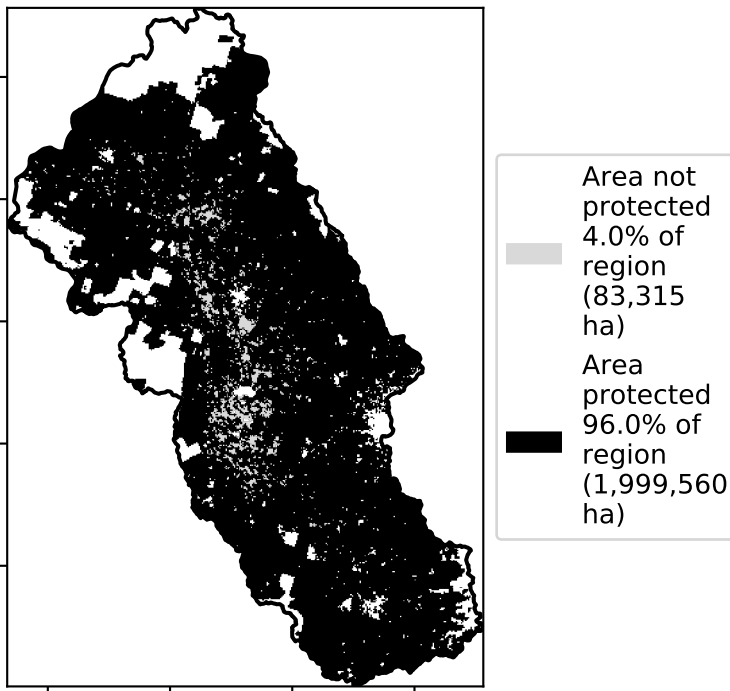 Area not
protected
4.0% of
region
(83,315
ha)
Area
protected
96.0% of
region
(1,999,560
ha)